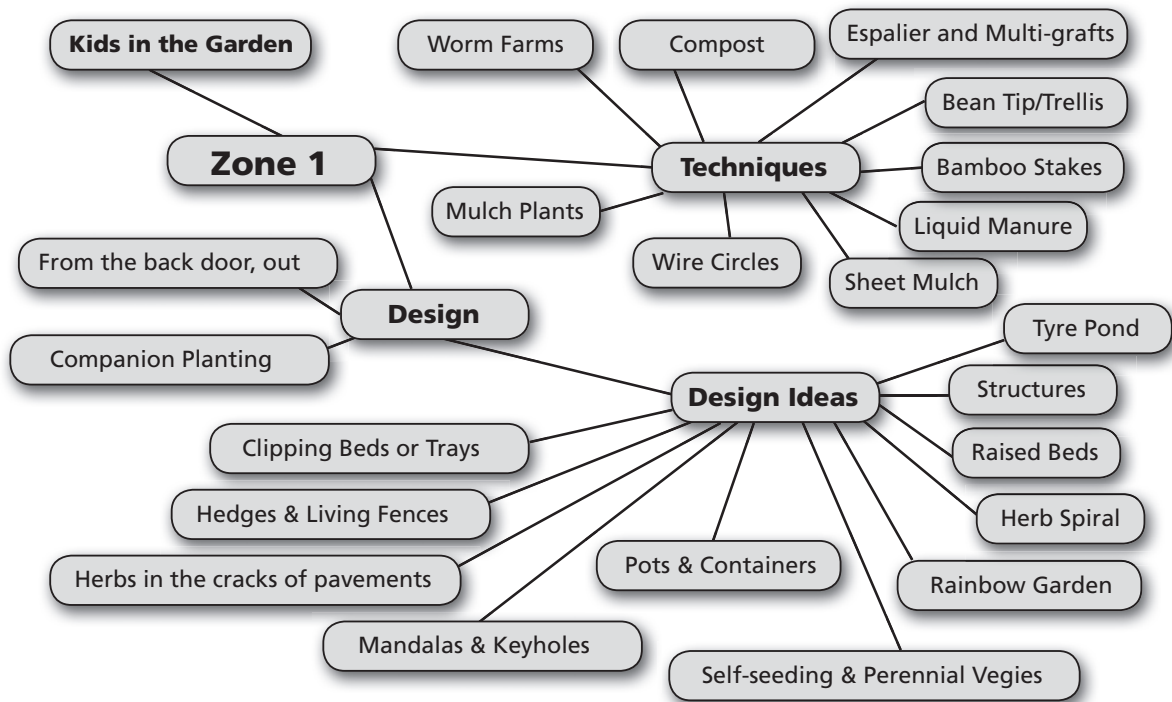 Kids in the Garden
Worm Farms
Compost
Espalier and Multi-grafts
Bean Tip/Trellis
Zone 1
Techniques
Bamboo Stakes
Mulch Plants
Liquid Manure
Wire Circles
Sheet Mulch
From the back door, out
Design
Companion Planting
Tyre Pond
Design Ideas
Structures
Clipping Beds or Trays
Raised Beds
Hedges & Living Fences
Herb Spiral
Herbs in the cracks of pavements
Pots & Containers
Rainbow Garden
Mandalas & Keyholes
Self-seeding & Perennial Vegies